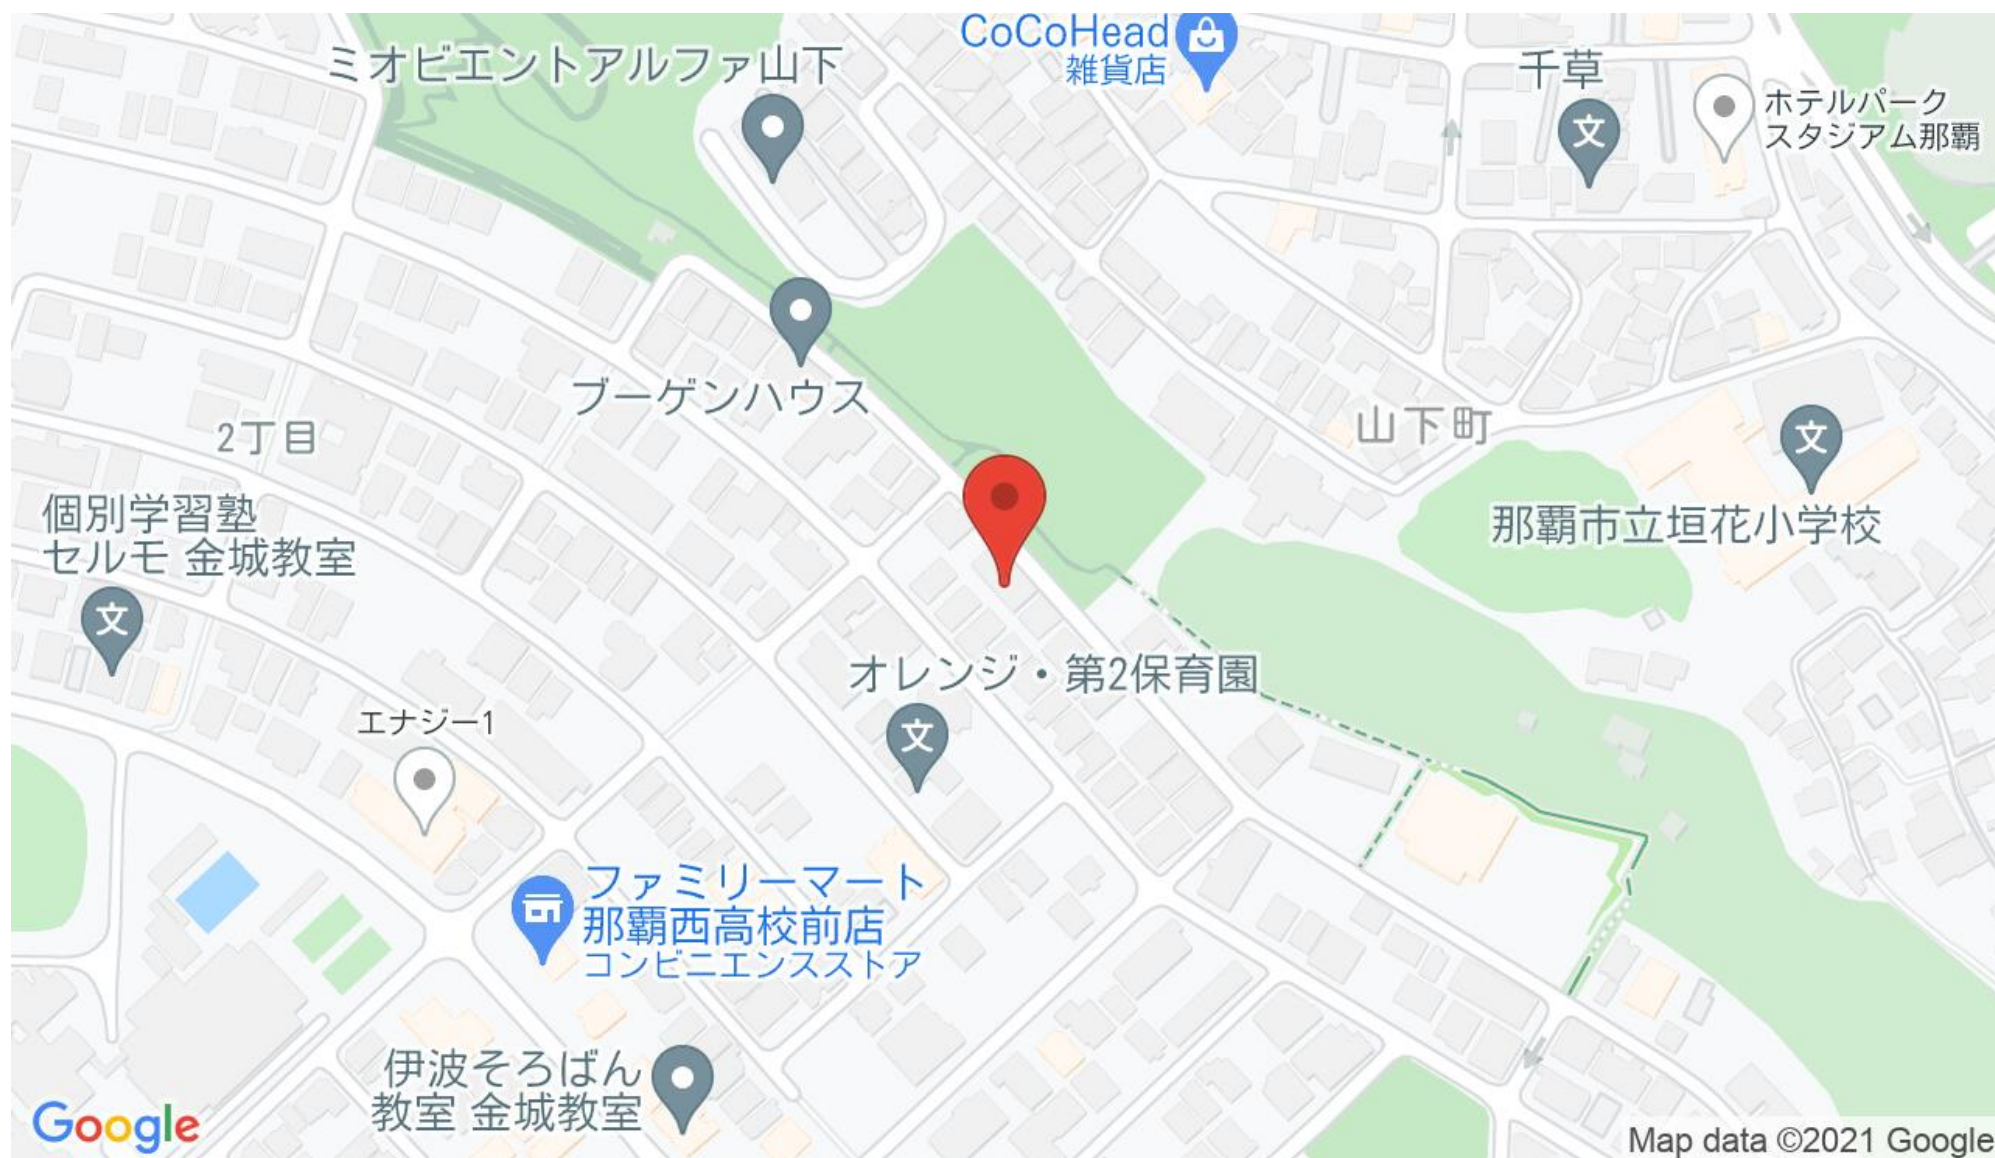 CoCoHead
雑貨店
ミオビエントアルファ山下
千草
文
ホテルパーク
スタジアム那覇
ブーゲンハウス
山下町
2丁目
文
個別学習塾
セルモ 金城教室
那覇市立垣花小学校
文
オレンジ・第2保育園
エナジー1
文
ファミリーマート
那覇西高校前店
コンビニエンスストア
伊波そろばん
教室 金城教室
Google
Map data ©2021 Google